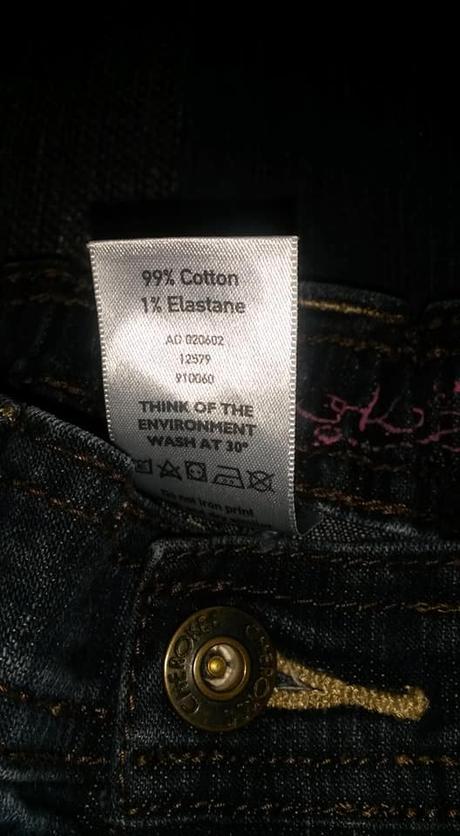 99% Cotton
1% Elastane
AD 020602
12579
910060
THINK OF THE
ENVIRONMENT
WASH AT 30°
Do not iron print
CHEROKEE CHEROKEE